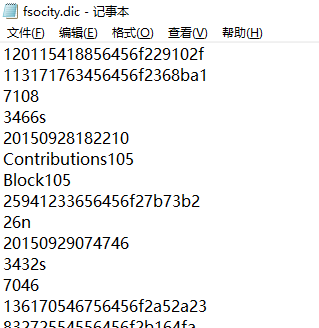 fsocity.dic - 记事本
文件(F) 编辑(E) 格式(O) 查看(V) 帮助(H)
120115418856456f229102f
113171763456456f2368ba1
7108
3466s
20150928182210
Contributions105
Block105
25941233656456f27b73b2
26n
20150929074746
3432s
7046
136170546756456f2a52a23
83272554556456f2b164fa